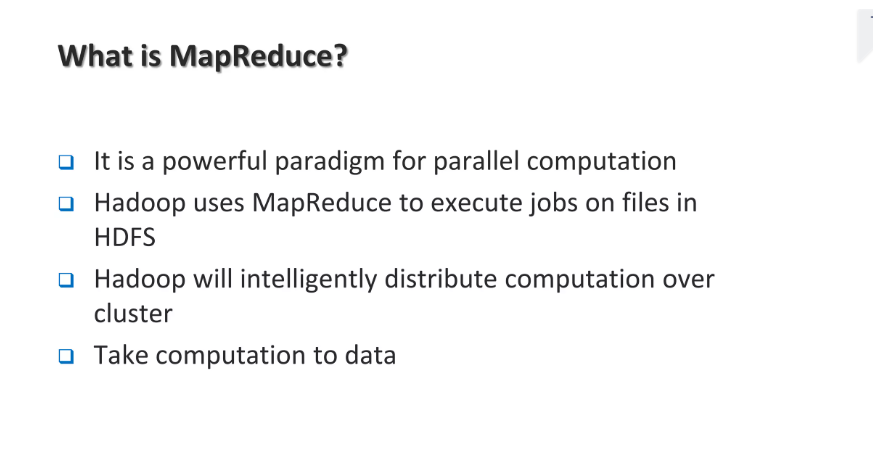 What is MapReduce?
It is a powerful paradigm for parallel computation
Hadoop uses MapReduce to execute jobs on files in
HDFS
Hadoop will intelligently distribute computation over
cluster
Take computation to data